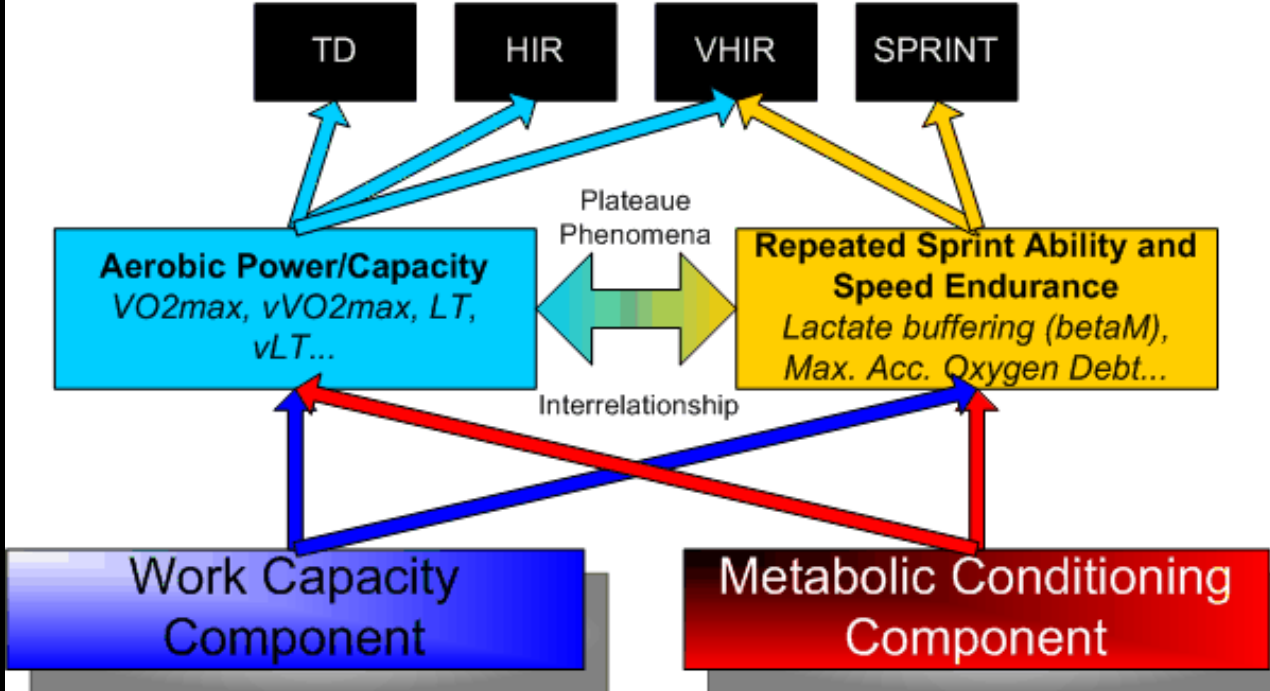 TD
HIR
VHIR
SPRINT
Plateaue
Phenomena
Aerobic Power/Capacity
VO2max, vVO2max, LT,
vLT...
Repeated Sprint Ability and
Speed Endurance
Lactate buffering (betaM),
Max. Acc. Oxygen Debt...
Interrelationship
Work Capacity
Component
Metabolic Conditioning
Component